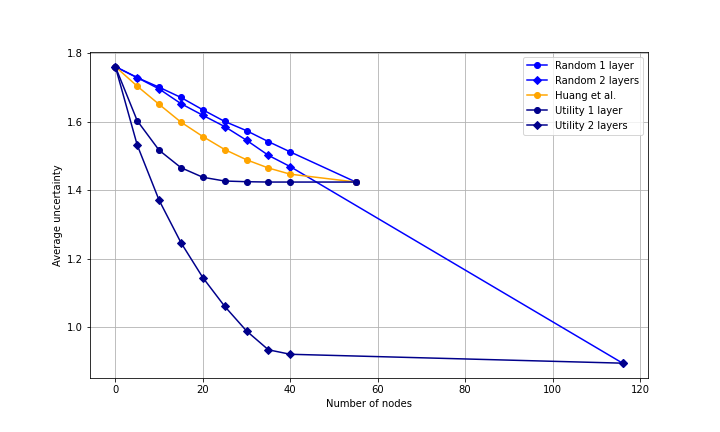 1.8
1.6
1.4
1.2
1.0
Average uncertainty
0 20 40 60 80 100 120
Number of nodes
Random 1 layer
Random 2 layers
Huang et al.
Utility 1 layer
Utility 2 layers